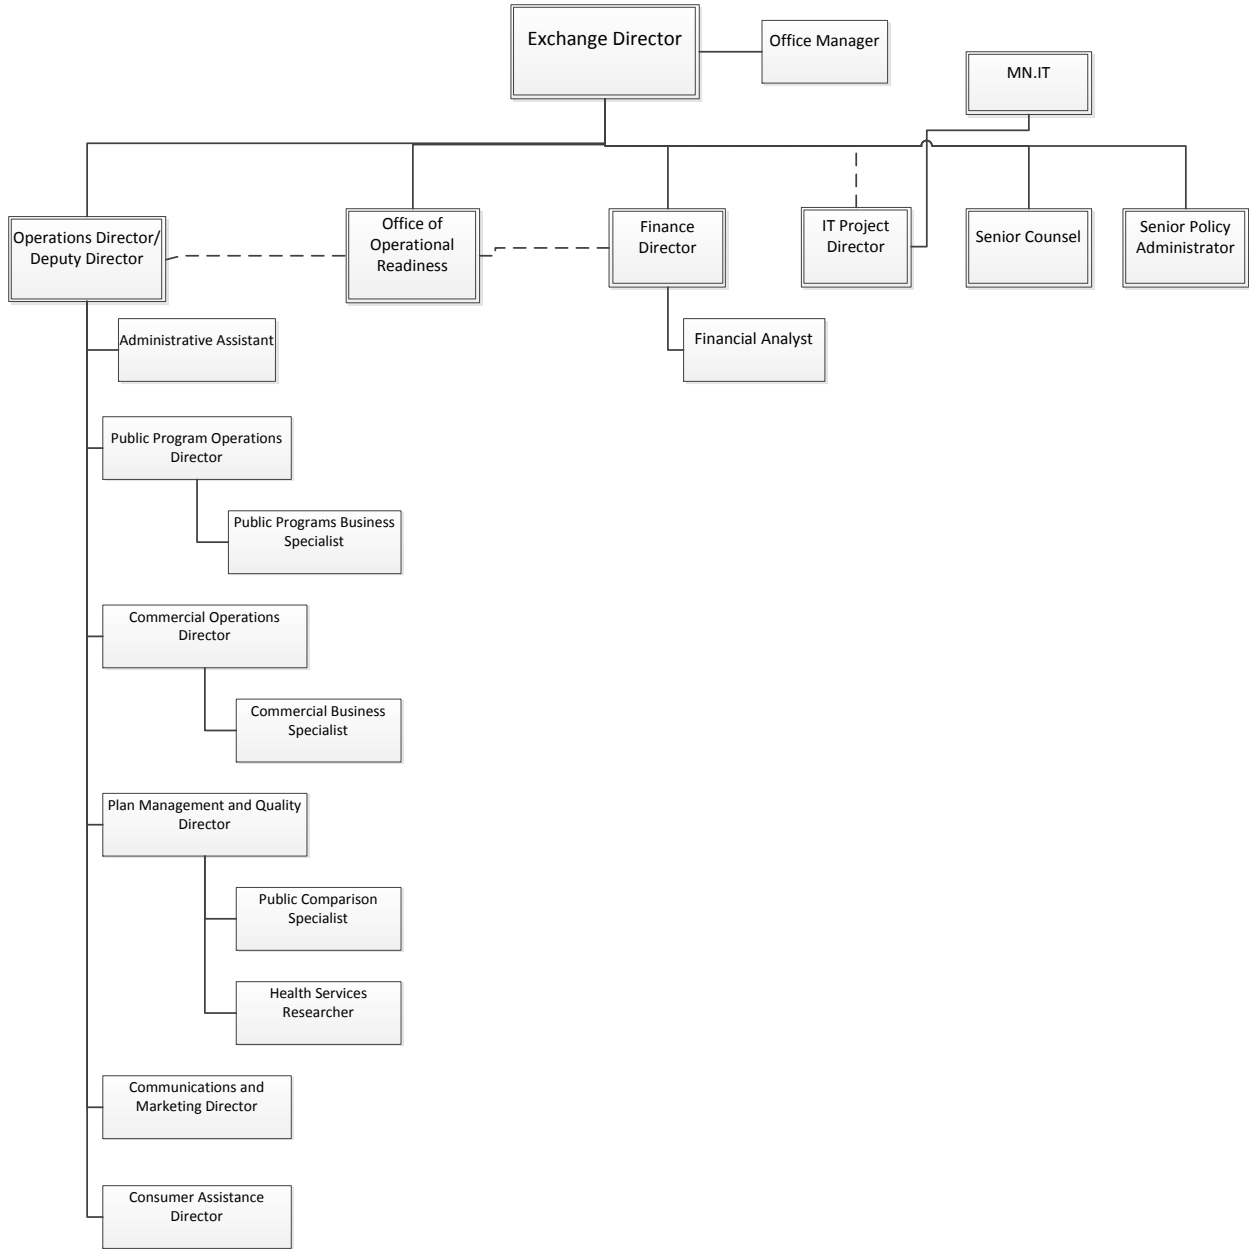 Exchange Director
Office Manager
MN.IT
Operations Director/
Deputy Director
Office of
Operational
Readiness
Finance
Director
IT Project
Director
Senior Counsel
Senior Policy
Administrator
Administrative Assistant
Financial Analyst
Public Program Operations
Director
Public Programs Business
Specialist
Commercial Operations
Director
Commercial Business
Specialist
Plan Management and Quality
Director
Public Comparison
Specialist
Health Services
Researcher
Communications and
Marketing Director
Consumer Assistance
Director